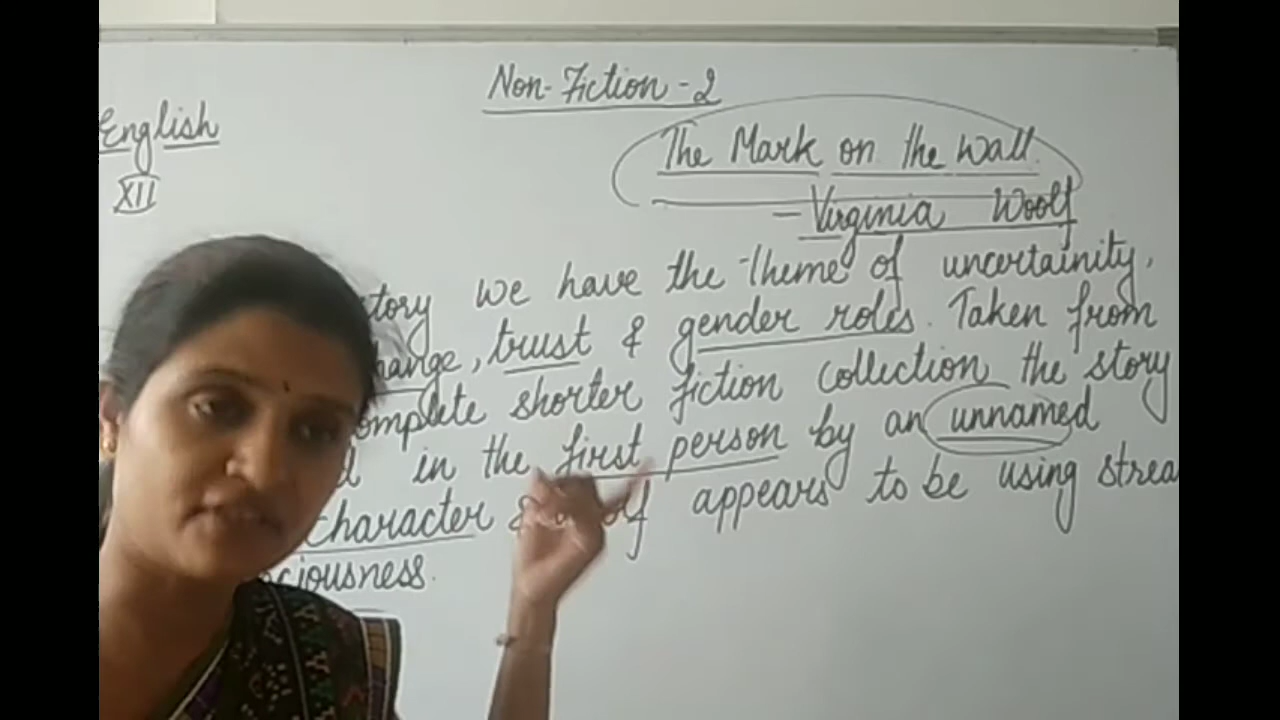 Non-Fiction-2
English
XII
The Mark on the Wall.
- Virginia Woolf
story we have the theme of uncertainity,
trust & gender roles. Taken from
shorter fiction collection the story
in the first person by an unnamed
character & appears to be using